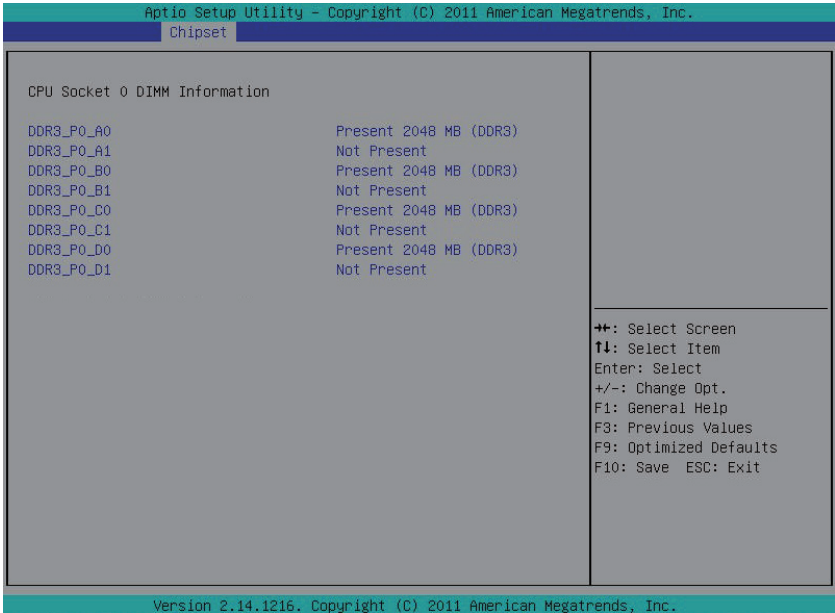 Aptio Setup Utility – Copyright (C) 2011 American Megatrends, Inc.
Chipset
CPU Socket 0 DIMM Information
DDR3_P0_A0 Present 2048 MB (DDR3)
DDR3_P0_A1 Not Present
DDR3_P0_B0 Present 2048 MB (DDR3)
DDR3_P0_B1 Not Present
DDR3_P0_C0 Present 2048 MB (DDR3)
DDR3_P0_C1 Not Present
DDR3_P0_D0 Present 2048 MB (DDR3)
DDR3_P0_D1 Not Present
→←: Select Screen
↑↓: Select Item
Enter: Select
+/-: Change Opt.
F1: General Help
F3: Previous Values
F9: Optimized Defaults
F10: Save ESC: Exit
Version 2.14.1216. Copyright (C) 2011 American Megatrends, Inc.